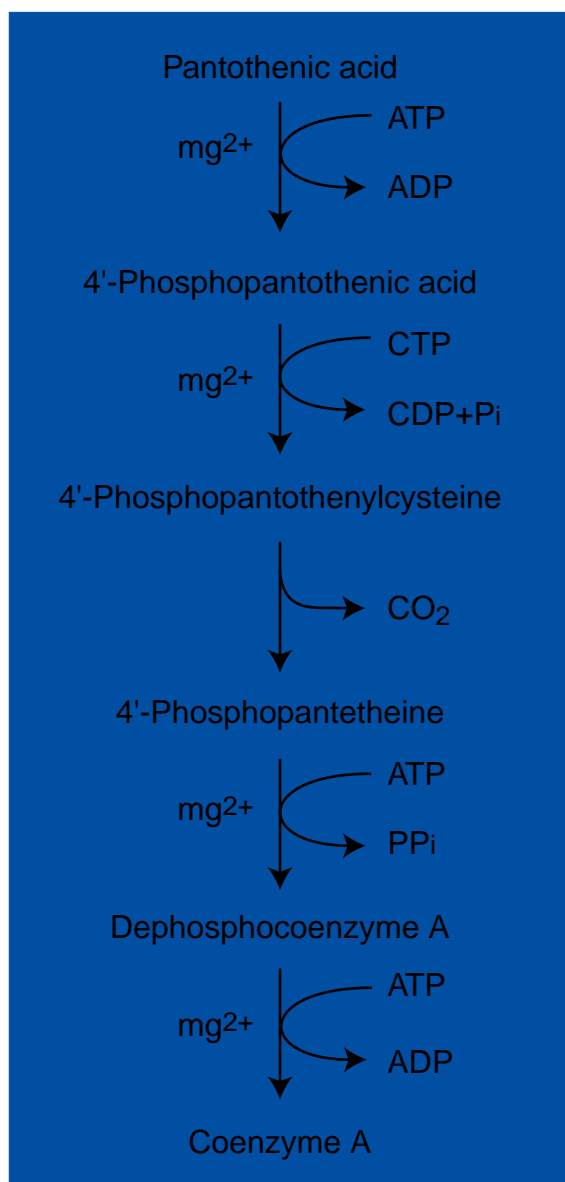 Pantothenic acid
ATP
mg2+
ADP
4'-Phosphopantothenic acid
CTP
mg2+
CDP+Pi
4'-Phosphopantothenylcysteine
CO2
4'-Phosphopantetheine
ATP
mg2+
PPi
Dephosphocoenzyme A
ATP
mg2+
ADP
Coenzyme A